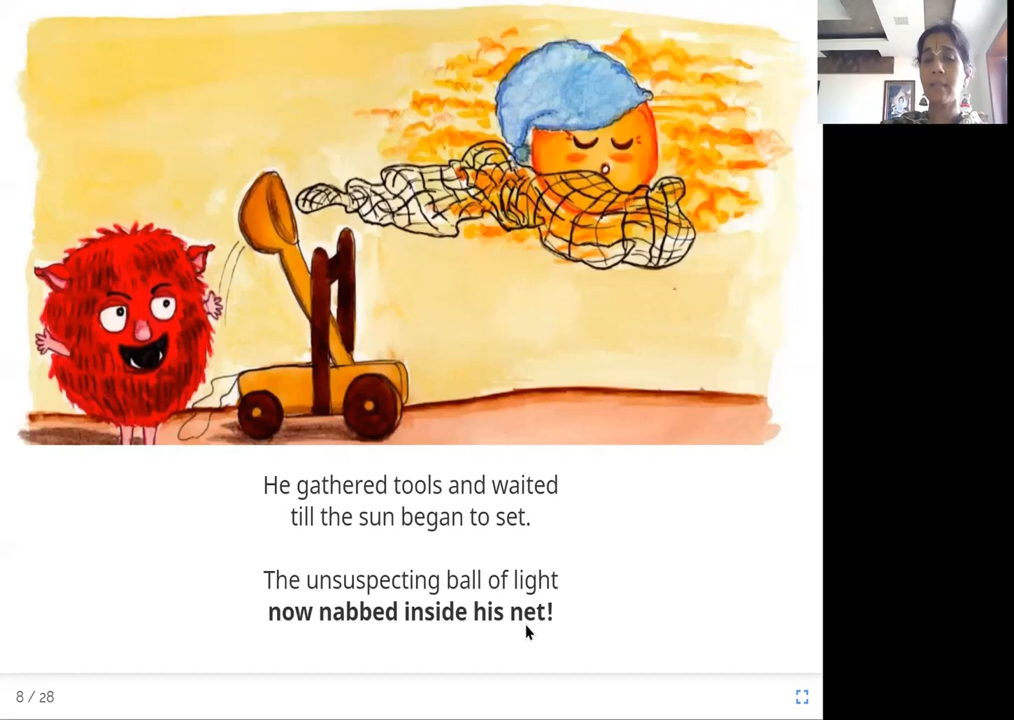 He gathered tools and waited
till the sun began to set.
The unsuspecting ball of light
now nabbed inside his net!
8 / 28